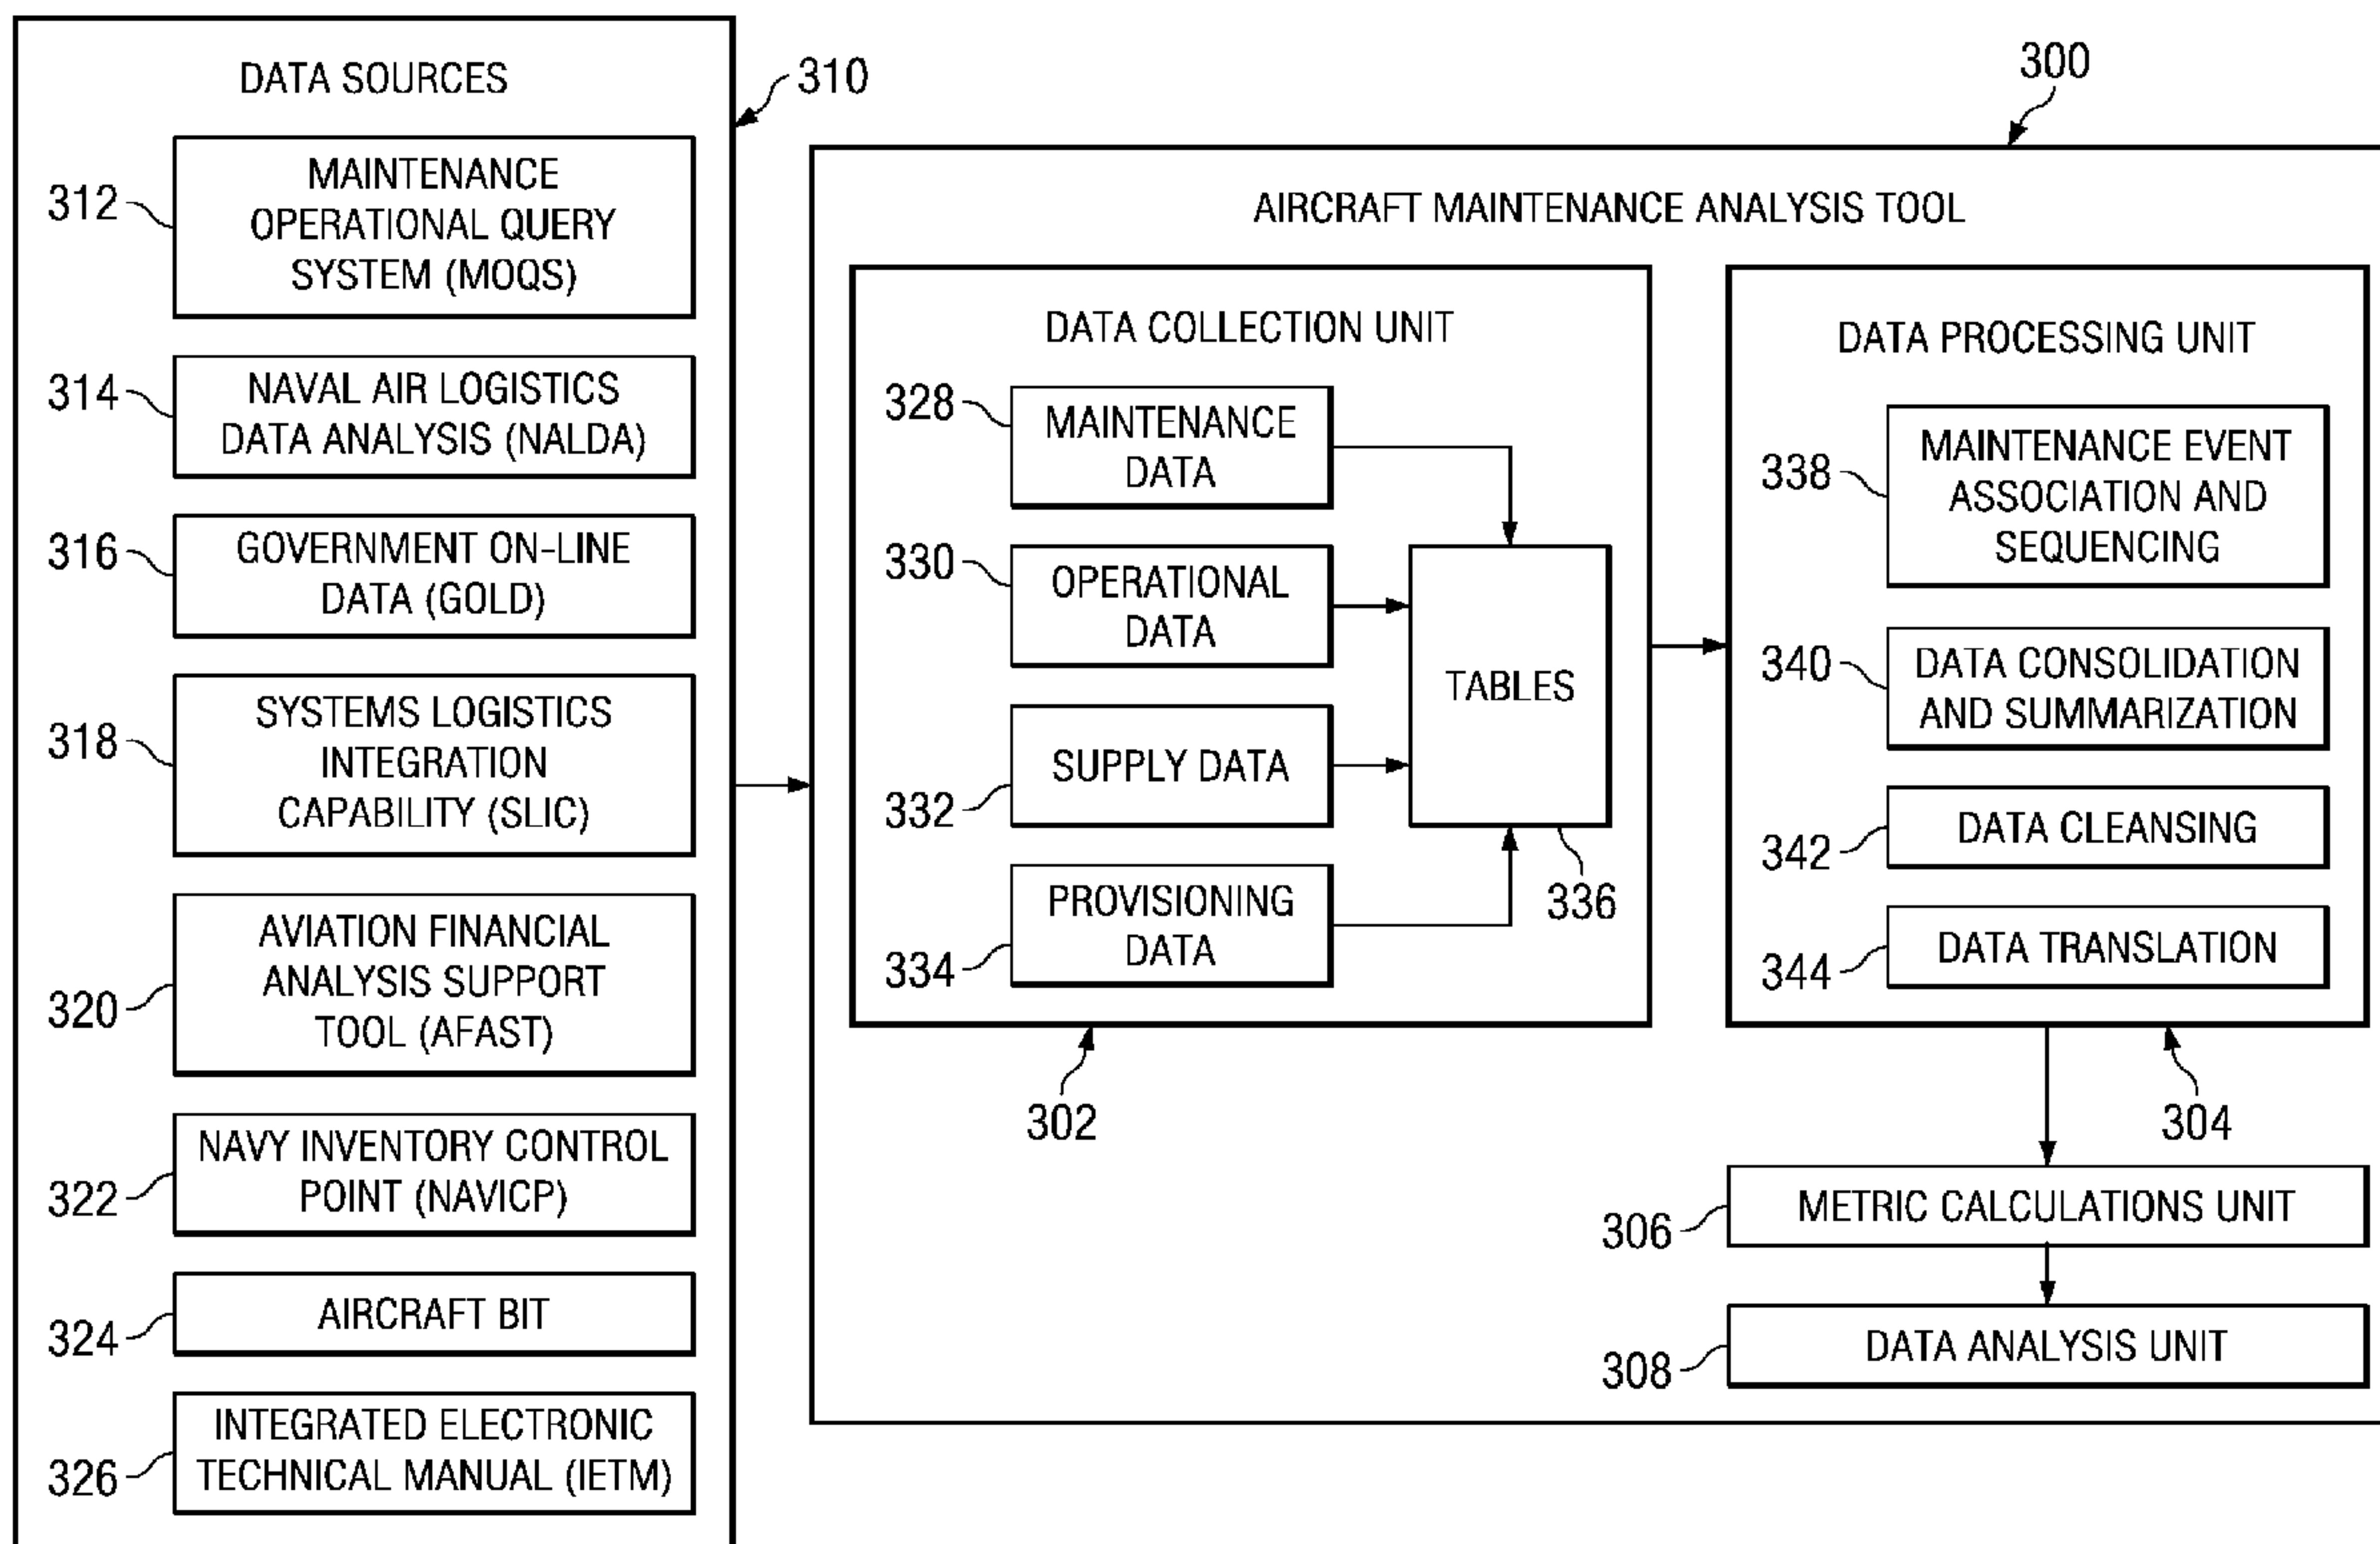 DATA SOURCES
310
312
MAINTENANCE
OPERATIONAL QUERY
SYSTEM (MOQS)
314
NAVAL AIR LOGISTICS
DATA ANALYSIS (NALDA)
316
GOVERNMENT ON-LINE
DATA (GOLD)
318
SYSTEMS LOGISTICS
INTEGRATION
CAPABILITY (SLIC)
320
AVIATION FINANCIAL
ANALYSIS SUPPORT
TOOL (AFAST)
322
NAVY INVENTORY CONTROL
POINT (NAVICP)
324
AIRCRAFT BIT
326
INTEGRATED ELECTRONIC
TECHNICAL MANUAL (IETM)
300
AIRCRAFT MAINTENANCE ANALYSIS TOOL
DATA COLLECTION UNIT
328
MAINTENANCE
DATA
330
OPERATIONAL
DATA
332
SUPPLY DATA
334
PROVISIONING
DATA
TABLES
336
302
DATA PROCESSING UNIT
338
MAINTENANCE EVENT
ASSOCIATION AND
SEQUENCING
340
DATA CONSOLIDATION
AND SUMMARIZATION
342
DATA CLEANSING
344
DATA TRANSLATION
304
306
METRIC CALCULATIONS UNIT
308
DATA ANALYSIS UNIT